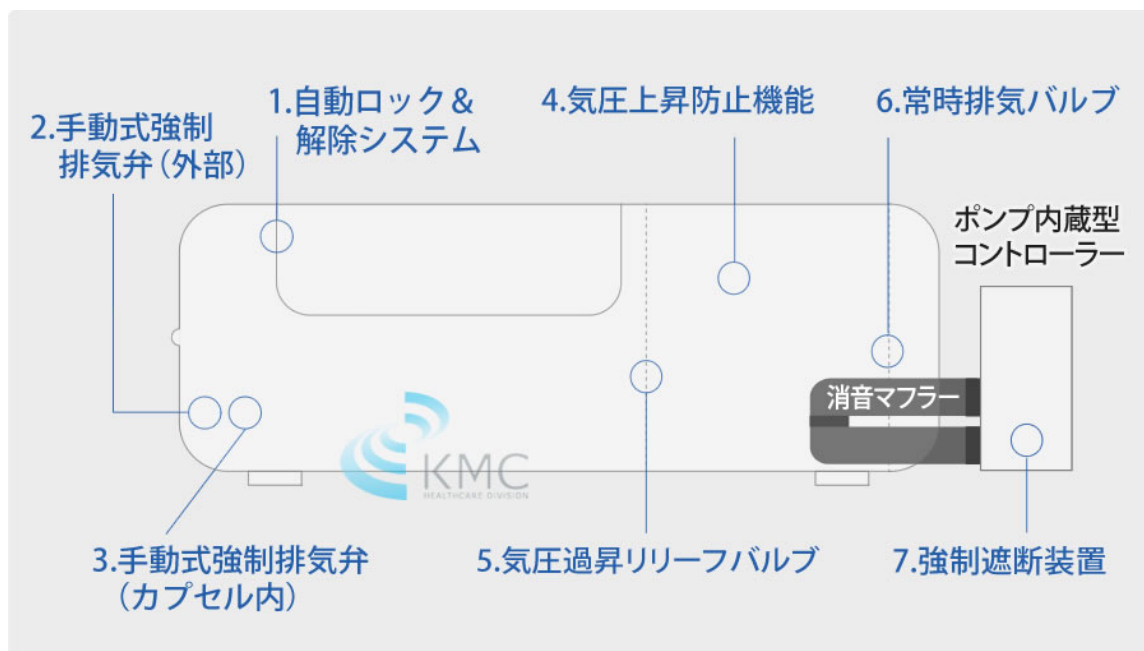 1.自動ロック&
解除システム
2.手動式強制
排気弁（外部）
4.気圧上昇防止機能
6.常時排気バルブ
ポンプ内蔵型
コントローラー
消音マフラー
KMC
HEALTHCARE DIVISION
3.手動式強制排気弁
（カプセル内）
5.気圧過昇リリーフバルブ
7.強制遮断装置